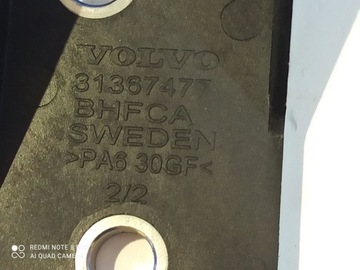 VOLVO
31367477
BHFCA
SWEDEN
>PA6 30GF<
2/2
REDMI NOTE 8
AI QUAD CAMERA